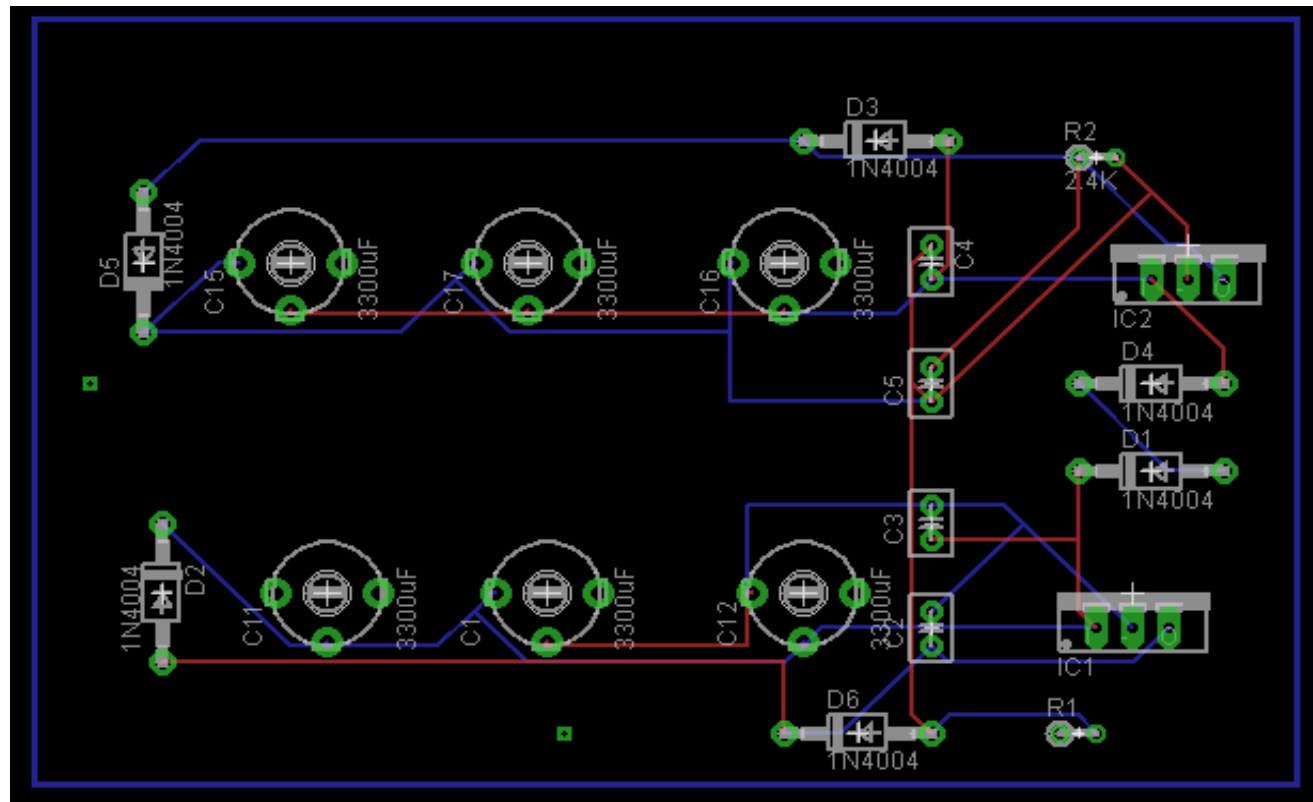 D3
1N4004
R2
2.4K
D5
1N4004
C15
3300uF
C17
3300uF
C16
3300uF
C4
IC2
C5
D4
1N4004
D1
1N4004
C3
D2
1N4004
C11
3300uF
C1
3300uF
C12
3300uF
C2
IC1
D6
1N4004
R1